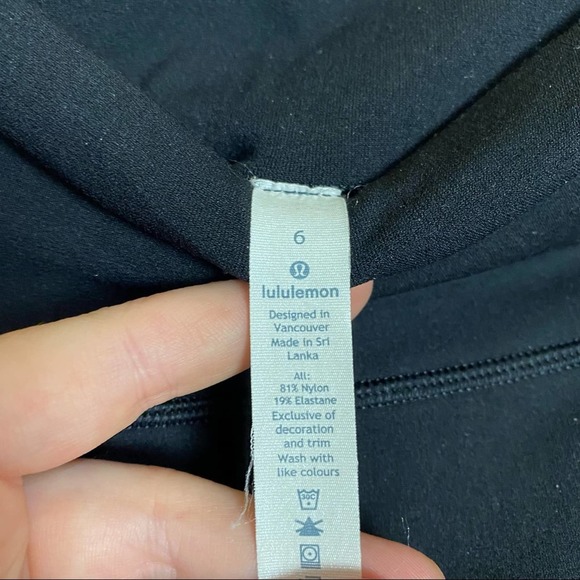 6
lululemon
Designed in
Vancouver
Made in Sri
Lanka
All:
81% Nylon
19% Elastane
Exclusive of
decoration
and trim
Wash with
like colours
30C